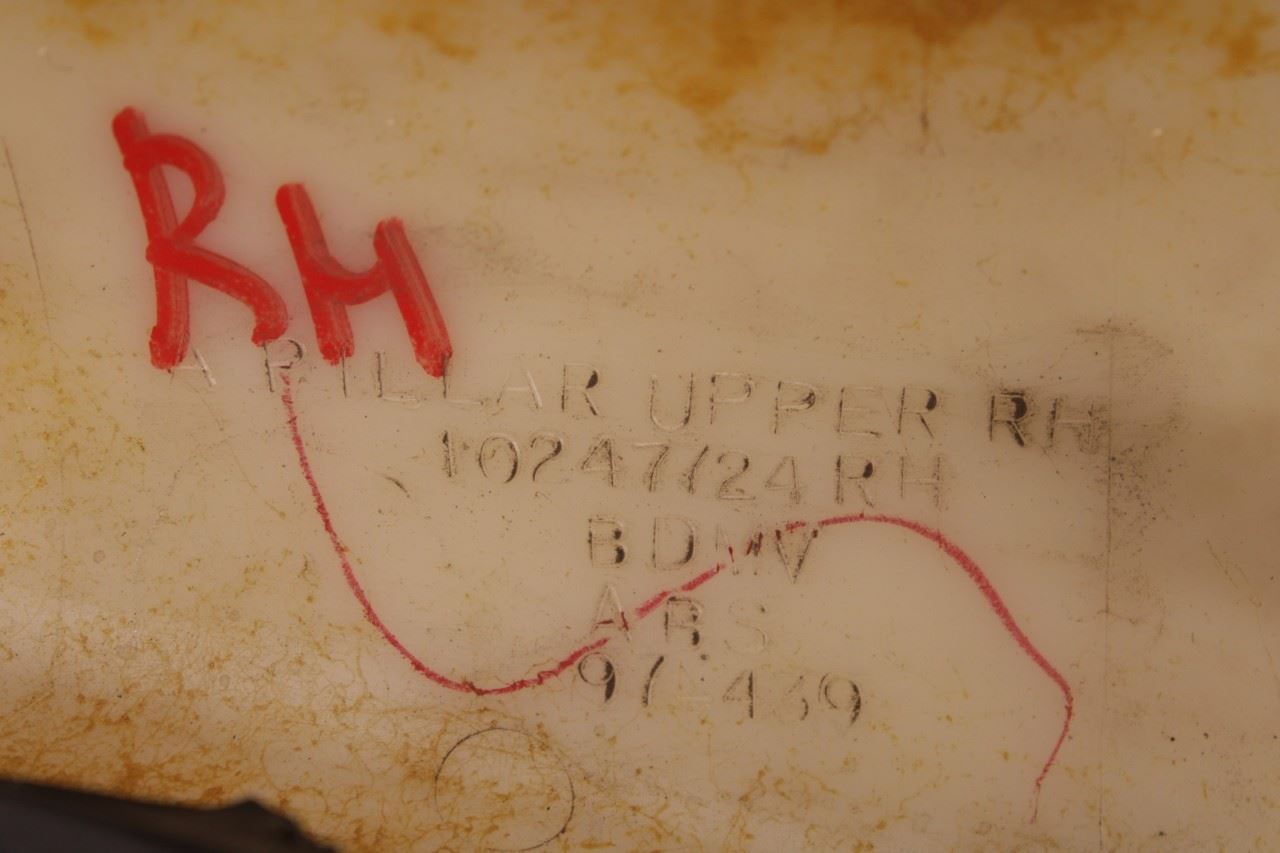 RH
A PILLAR UPPER RH
10247/24 RH
BDMV
ABS
97-439